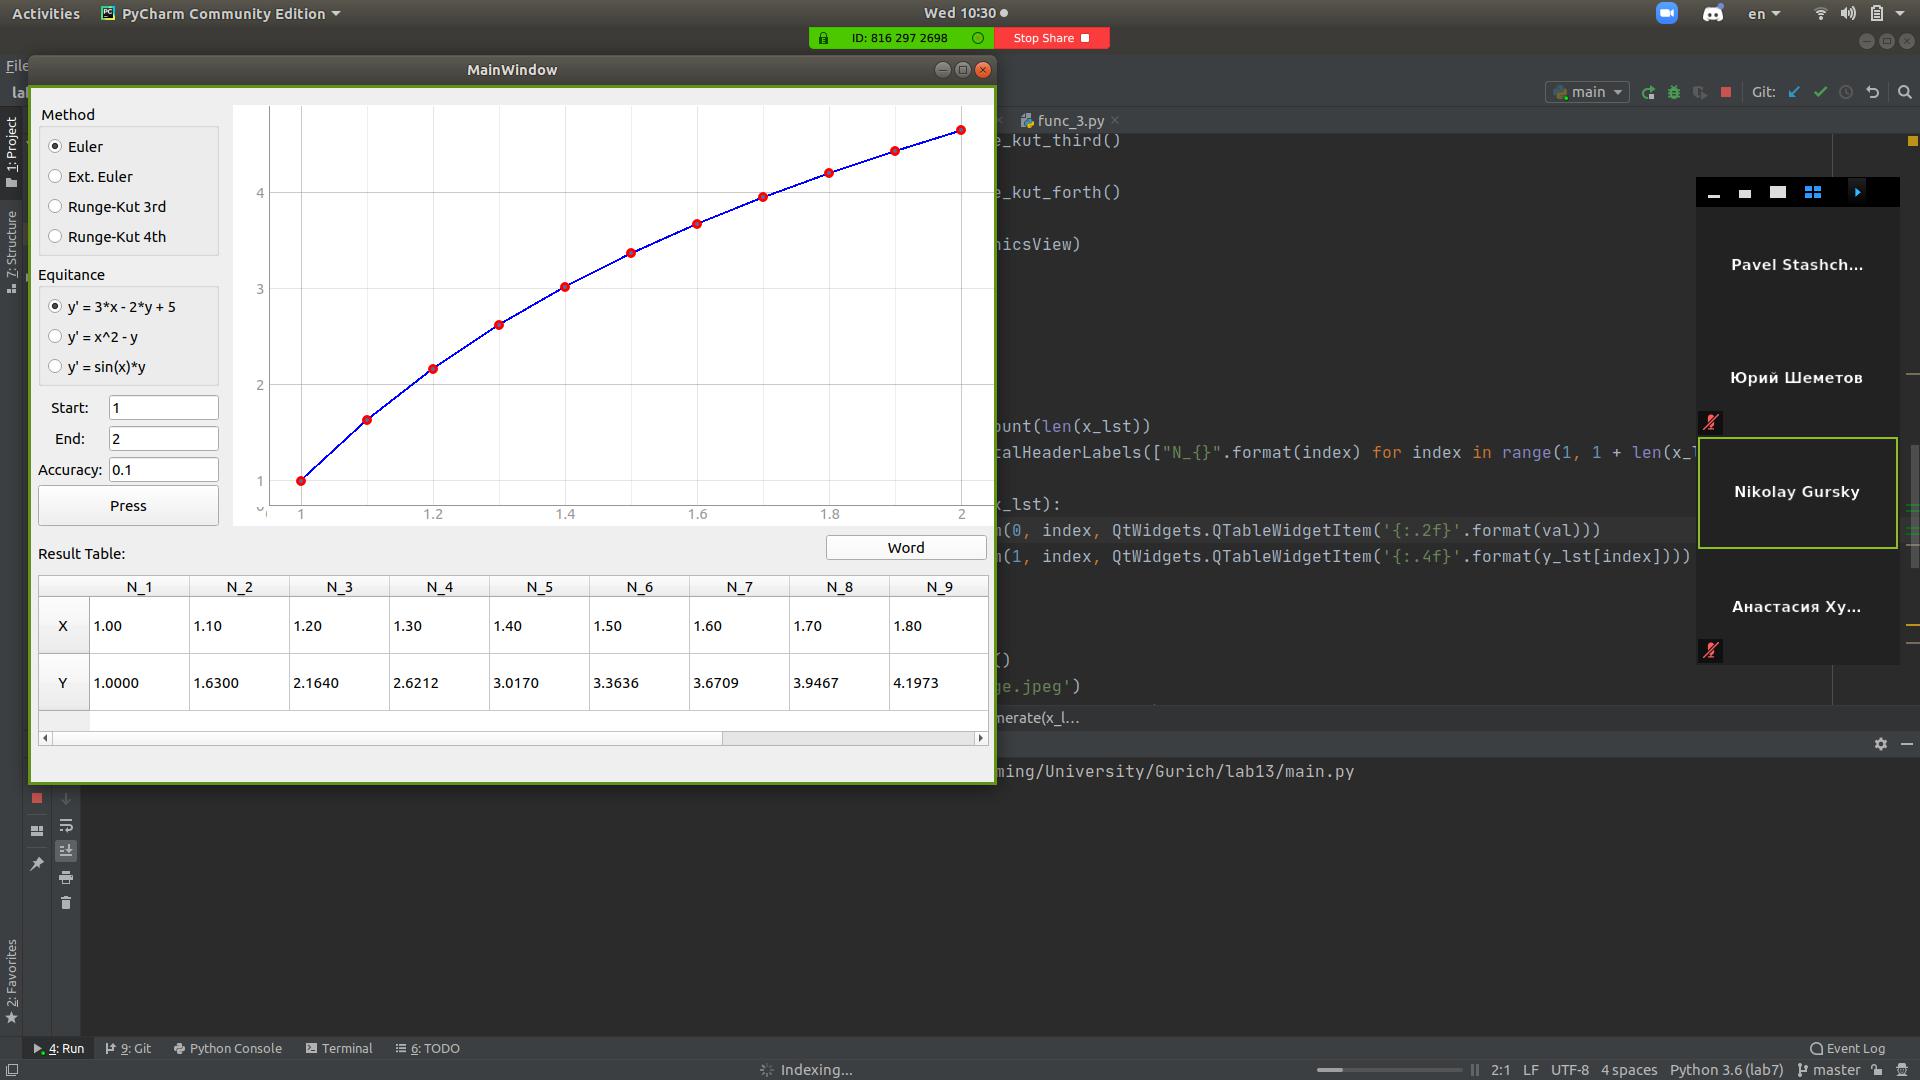 Activities
PyCharm Community Edition
Wed 10:30
en
ID: 816 297 2698
Stop Share
MainWindow
File
main
Git:
func_3.py
1: Project
7: Structure
2: Favorites
Method
Euler
Ext. Euler
Runge-Kut 3rd
Runge-Kut 4th
Equitance
y' = 3*x - 2*y + 5
y' = x^2 - y
y' = sin(x)*y
Start: 1
End: 2
Accuracy: 0.1
Press
4
3
2
1
1 1.2 1.4 1.6 1.8 2
Result Table:
Word
N_1 N_2 N_3 N_4 N_5 N_6 N_7 N_8 N_9
X 1.00 1.10 1.20 1.30 1.40 1.50 1.60 1.70 1.80
Y 1.0000 1.6300 2.1640 2.6212 3.0170 3.3636 3.6709 3.9467 4.1973
e_kut_third()
e_kut_forth()
nicsView)
ount(len(x_lst))
talHeaderLabels(["N_{}".format(index) for index in range(1, 1 + len(x_l
x_lst):
m(0, index, QtWidgets.QTableWidgetItem('{:.2f}'.format(val)))
m(1, index, QtWidgets.QTableWidgetItem('{:.4f}'.format(y_lst[index])))
()
ge.jpeg')
merate(x_l...
ming/University/Gurich/lab13/main.py
Pavel Stashch...
Юрий Шеметов
Nikolay Gursky
Анастасия Ху...
4: Run
9: Git
Python Console
Terminal
6: TODO
Event Log
Indexing...
2:1 LF UTF-8 4 spaces Python 3.6 (lab7) master